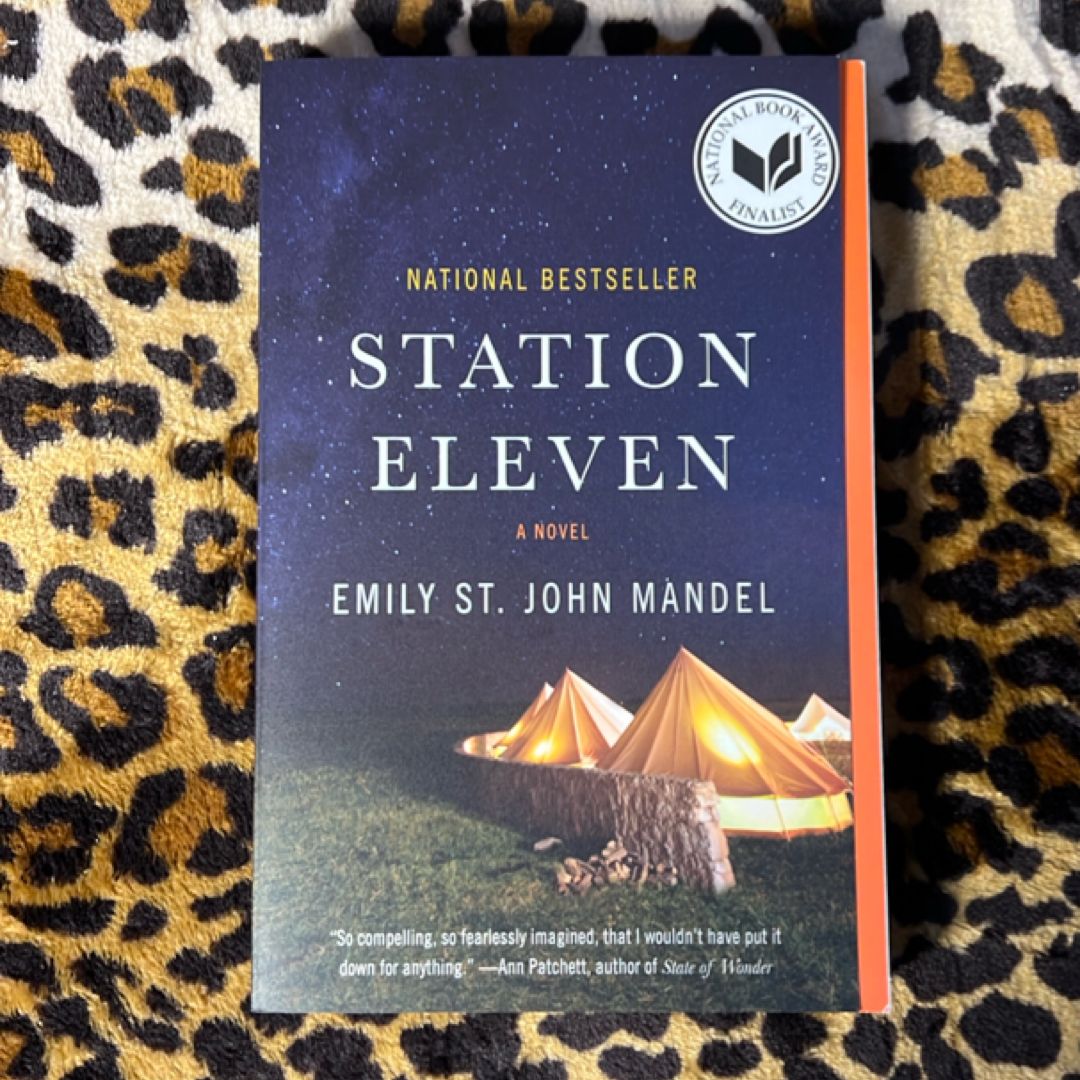 NATIONAL BOOK AWARD
FINALIST
NATIONAL BESTSELLER
STATION
ELEVEN
A NOVEL
EMILY ST. JOHN MANDEL
“So compelling, so fearlessly imagined, that I wouldn't have put it
down for anything.” —Ann Patchett, author of State of Wonder